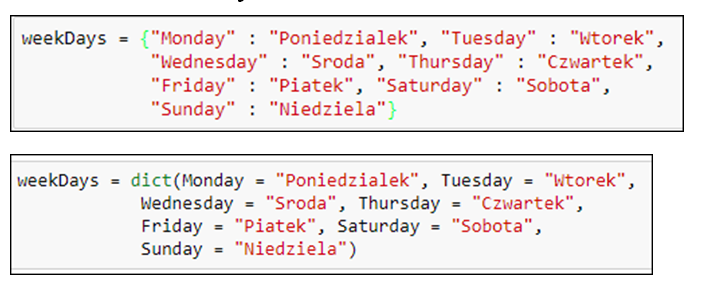 weekDays = {"Monday" : "Poniedzialek", "Tuesday" : "Wtorek",
"Wednesday" : "Sroda", "Thursday" : "Czwartek",
"Friday" : "Piatek", "Saturday" : "Sobota",
"Sunday" : "Niedziela"}
weekDays = dict(Monday = "Poniedzialek", Tuesday = "Wtorek",
Wednesday = "Sroda", Thursday = "Czwartek",
Friday = "Piatek", Saturday = "Sobota",
Sunday = "Niedziela")